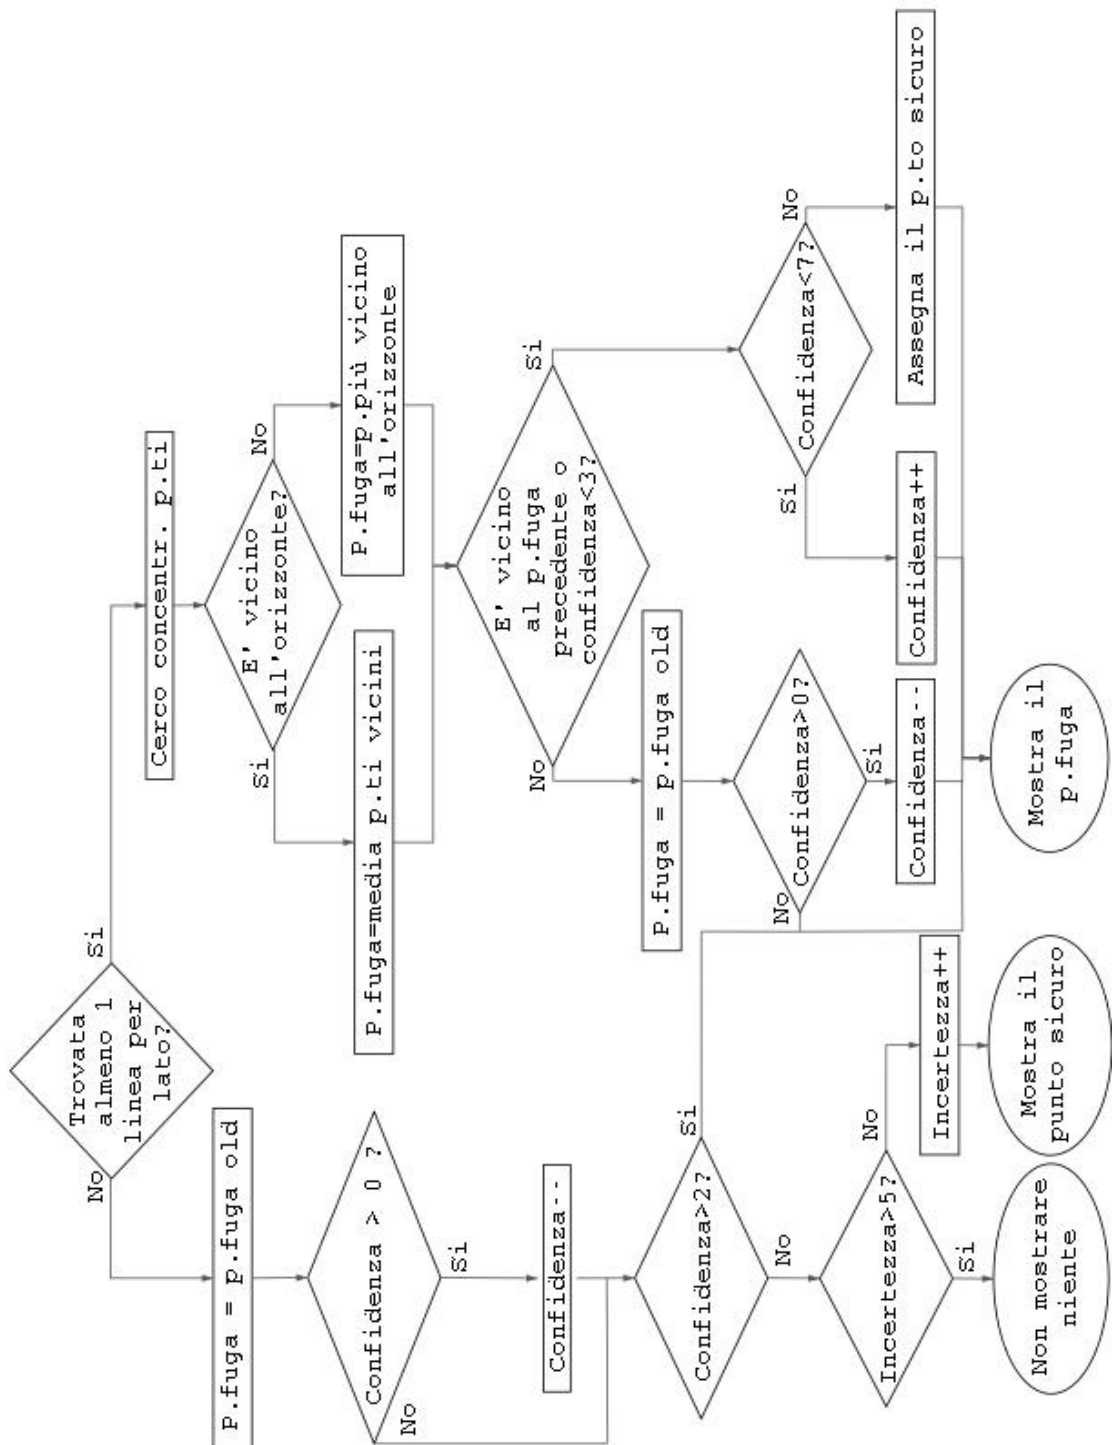 Trovata
almeno 1
linea per
lato?
No
Si
P.fuga = p.fuga old
Confidenza > 0 ?
No
Si
Confidenza--
Confidenza>2?
Si
No
Incertezza>5?
No
Si
Incertezza++
Non mostrare
niente
Mostra il
punto sicuro
Cerco concentr. p.ti
E' vicino
all'orizzonte?
Si
No
P.fuga=media p.ti vicini
P.fuga=p.più vicino
all'orizzonte
E' vicino
al p.fuga
precedente o
confidenza<3?
No
Si
P.fuga = p.fuga old
Confidenza>0?
No
Si
Confidenza--
Confidenza<7?
Si
No
Confidenza++
Assegna il p.to sicuro
Mostra il
p.fuga